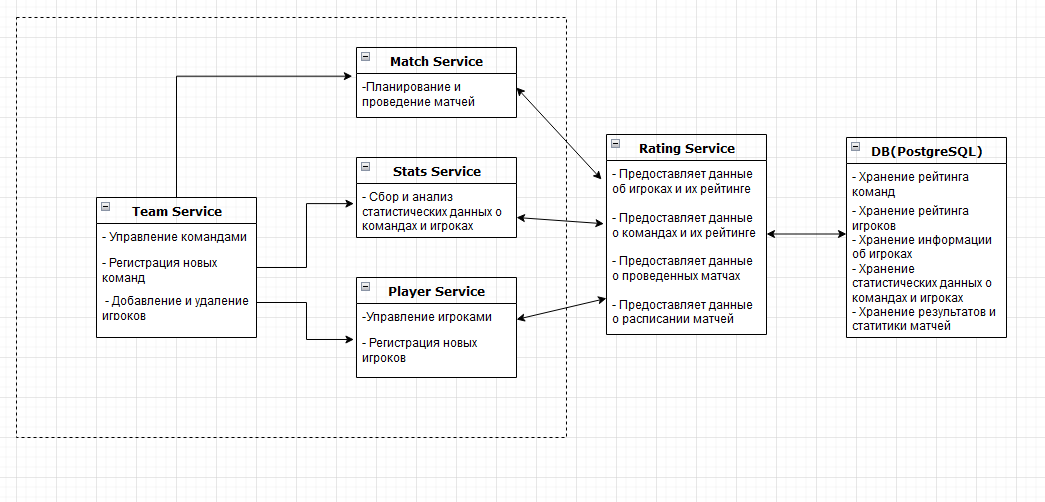 Match Service
-Планирование и
проведение матчей
Stats Service
- Сбор и анализ
статистических данных о
командах и игроках
Team Service
- Управление командами
- Регистрация новых
команд
- Добавление и удаление
игроков
Player Service
-Управление игроками
- Регистрация новых
игроков
Rating Service
- Предоставляет данные
об игроках и их рейтинге
- Предоставляет данные
о командах и их рейтинге
- Предоставляет данные
о проведенных матчах
- Предоставляет данные
о расписании матчей
DB(PostgreSQL)
- Хранение рейтинга
команд
- Хранение рейтинга
игроков
- Хранение информации
об игроках
- Хранение
статистических данных о
командах и игроках
- Хранение результатов и
статитики матчей